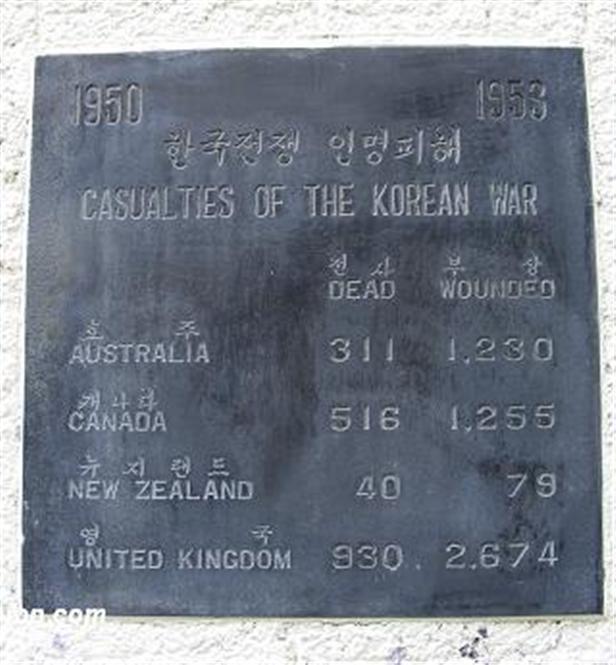 1950 1953
한국전쟁 인명피해
CASUALTIES OF THE KOREAN WAR
전사 부상
DEAD WOUNDED
호주
AUSTRALIA 311 1,230
캐나다
CANADA 516 1,255
뉴지랜드
NEW ZEALAND 40 79
영국
UNITED KINGDOM 930. 2.674
.com